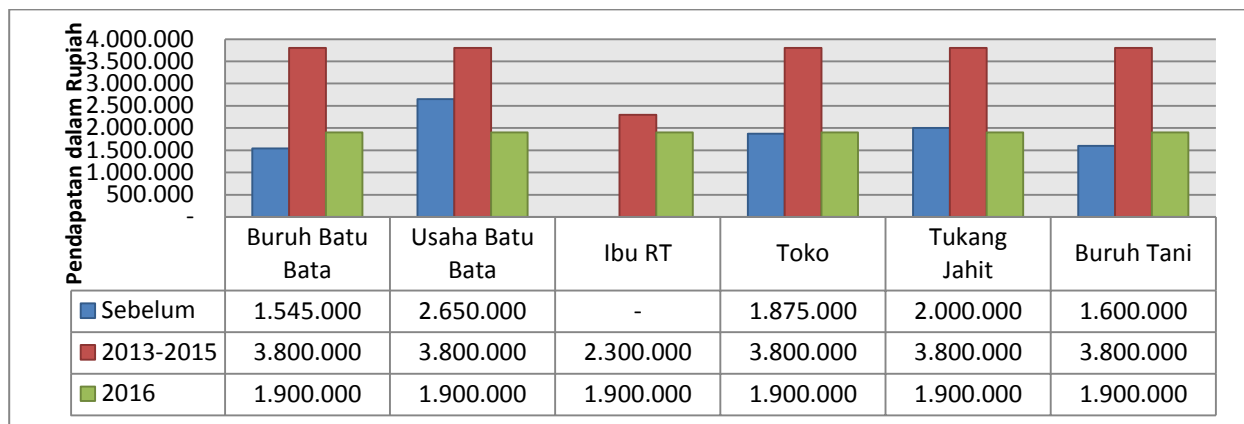 Pendapatan dalam Rupiah
4.000.000
3.500.000
3.000.000
2.500.000
2.000.000
1.500.000
1.000.000
500.000
-
Buruh Batu
Bata
Usaha Batu
Bata
Ibu RT
Toko
Tukang
Jahit
Buruh Tani
Sebelum 1.545.000 2.650.000 - 1.875.000 2.000.000 1.600.000
2013-2015 3.800.000 3.800.000 2.300.000 3.800.000 3.800.000 3.800.000
2016 1.900.000 1.900.000 1.900.000 1.900.000 1.900.000 1.900.000